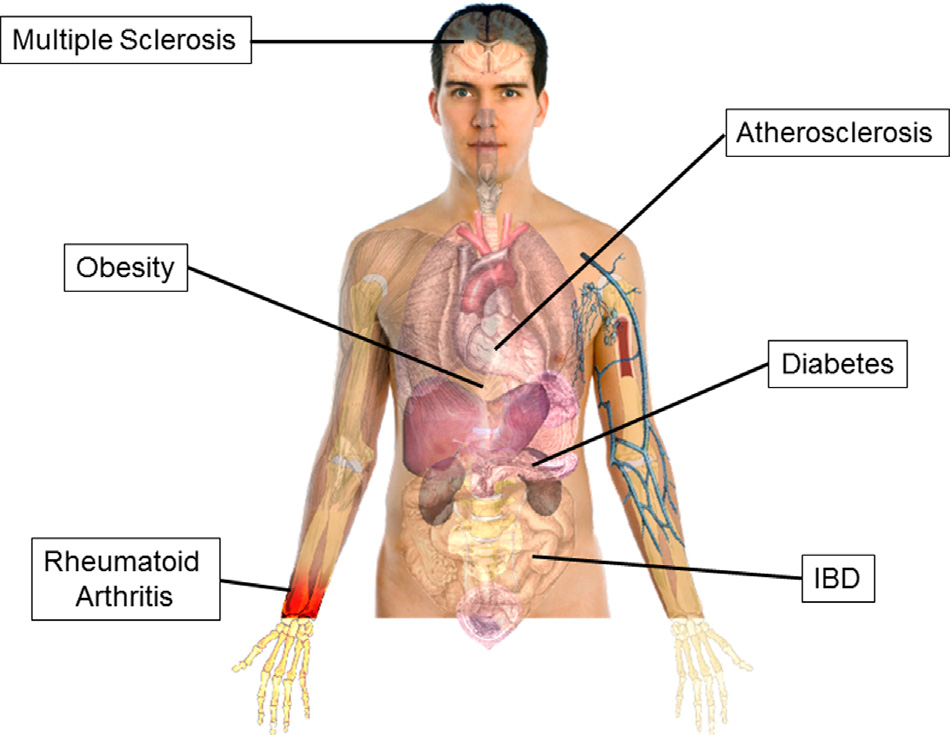 Multiple Sclerosis
Atherosclerosis
Obesity
Diabetes
Rheumatoid
Arthritis
IBD